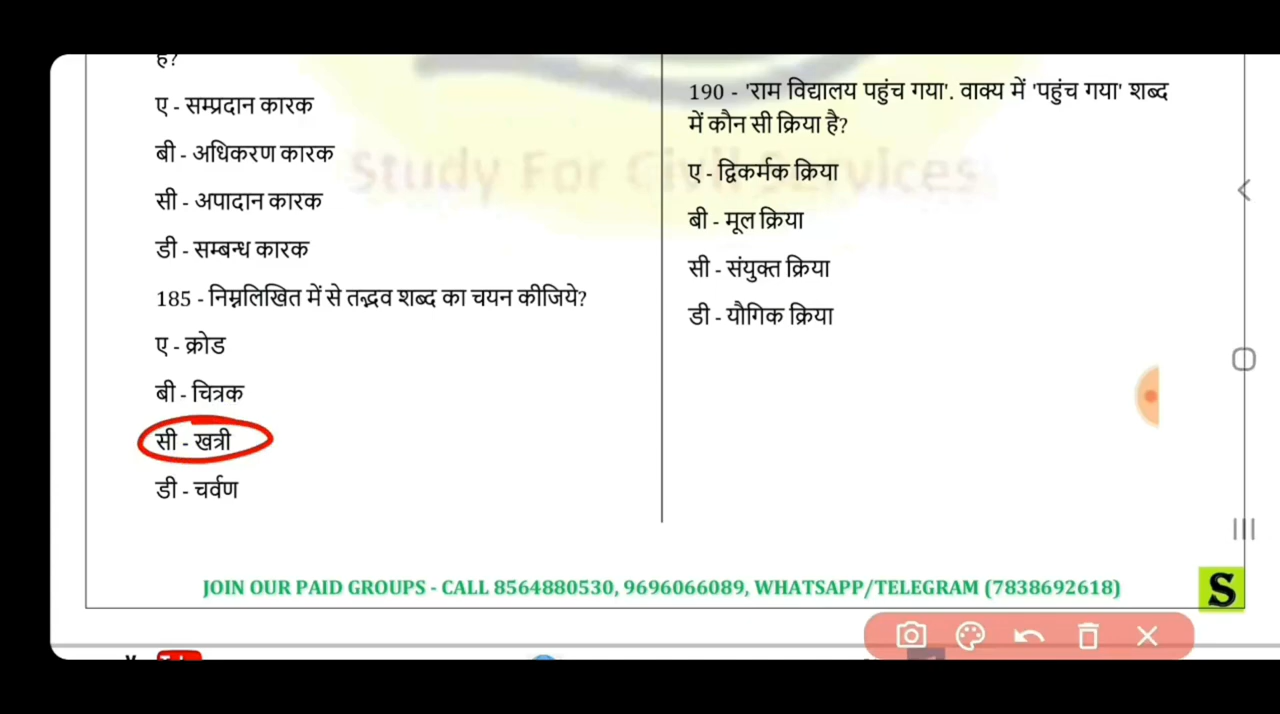 है?
ए - सम्प्रदान कारक
बी - अधिकरण कारक
सी - अपादान कारक
डी - सम्बन्ध कारक
185 - निम्नलिखित में से तद्भव शब्द का चयन कीजिये?
ए - क्रोड
बी - चित्रक
सी - खत्री
डी - चर्वण
190 - 'राम विद्यालय पहुंच गया'. वाक्य में 'पहुंच गया' शब्द
में कौन सी क्रिया है?
ए - द्विकर्मक क्रिया
बी - मूल क्रिया
सी - संयुक्त क्रिया
डी - यौगिक क्रिया
Study For Civil Services
JOIN OUR PAID GROUPS - CALL 8564880530, 9696066089, WHATSAPP/TELEGRAM (7838692618)
S